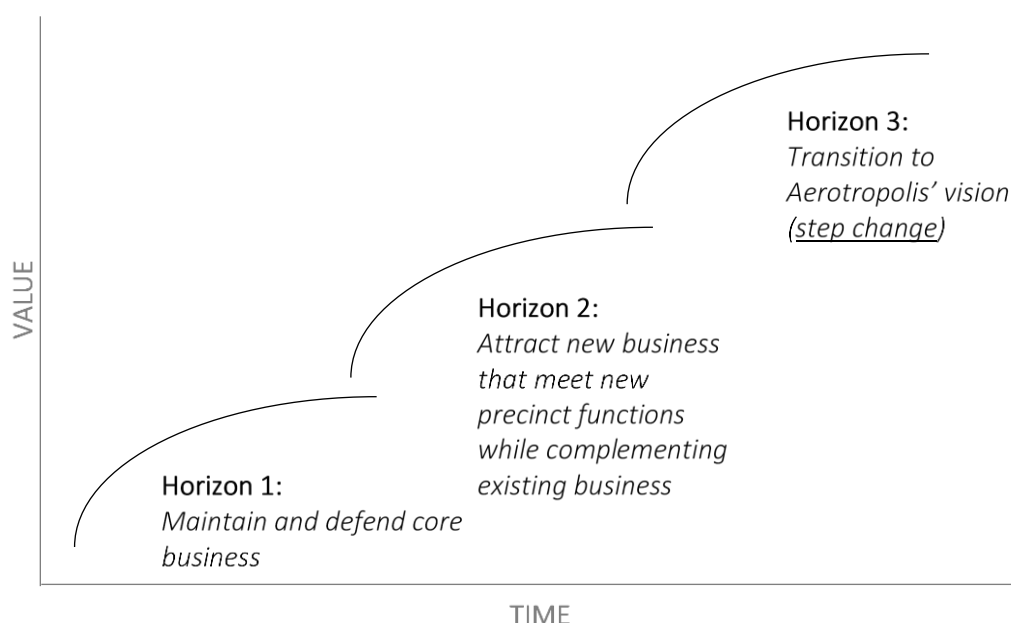 Horizon 3:
Transition to
Aerotropolis’ vision
(step change)
VALUE
Horizon 2:
Attract new business
that meet new
precinct functions
while complementing
existing business
Horizon 1:
Maintain and defend core
business
TIME